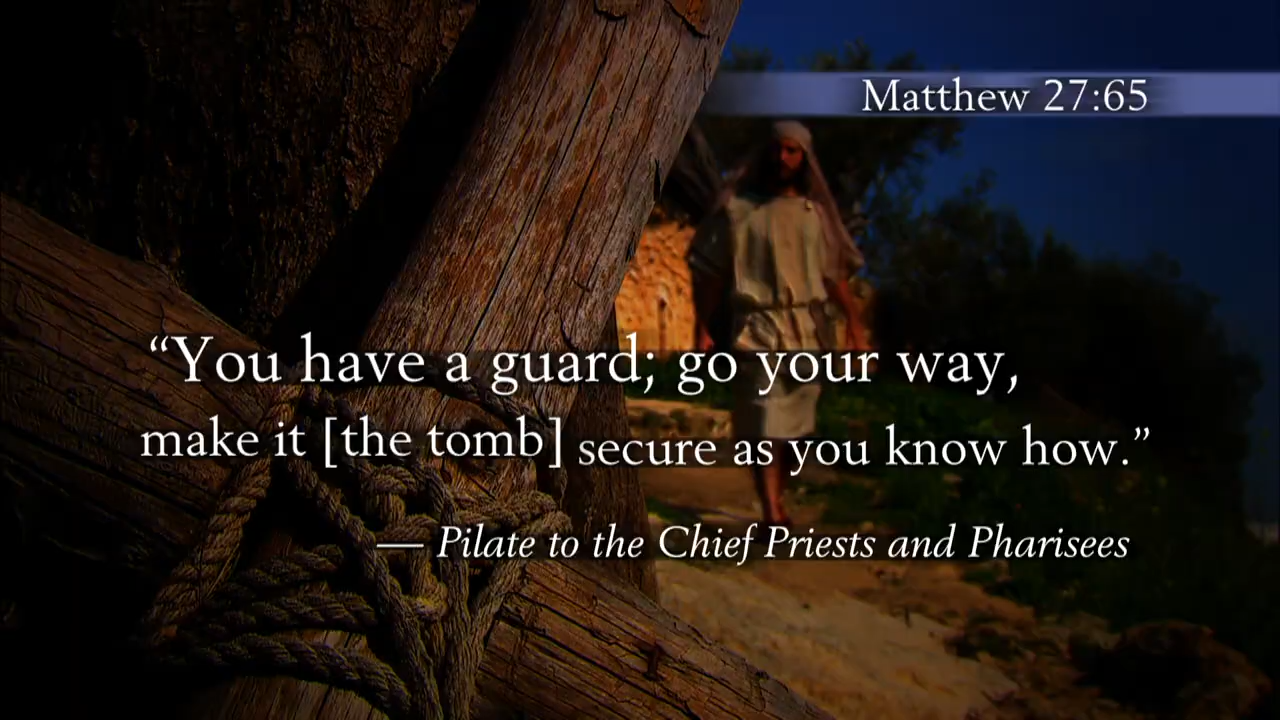 Matthew 27:65
“You have a guard; go your way,
make it [the tomb] secure as you know how.”
— Pilate to the Chief Priests and Pharisees